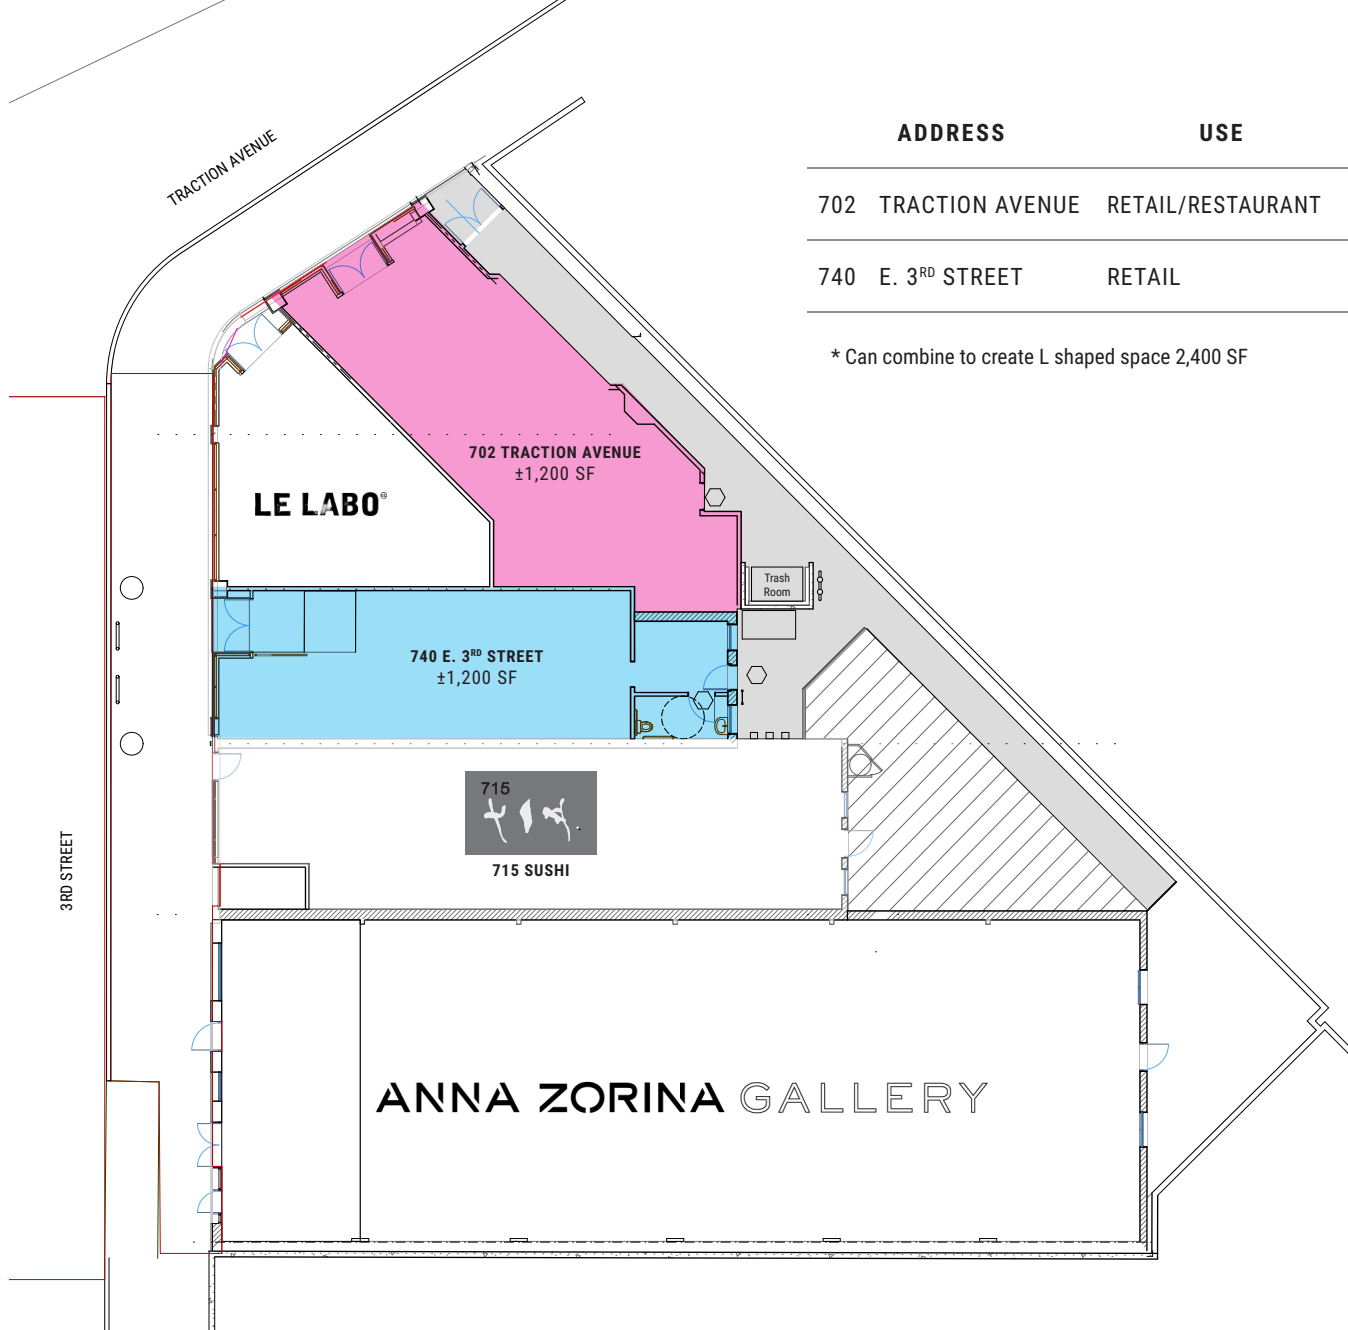 TRACTION AVENUE
ADDRESS USE
702 TRACTION AVENUE RETAIL/RESTAURANT
740 E. 3RD STREET RETAIL
* Can combine to create L shaped space 2,400 SF
702 TRACTION AVENUE
±1,200 SF
LE LABO
Trash
Room
740 E. 3RD STREET
±1,200 SF
715
715 SUSHI
3RD STREET
ANNA ZORINA GALLERY